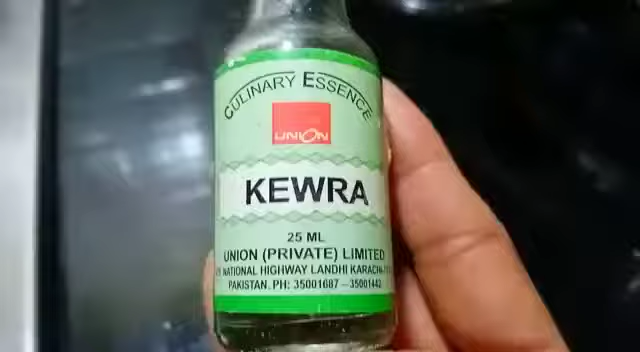 CULINARY ESSENCE
UNION
KEWRA
25 ML
UNION (PRIVATE) LIMITED
NATIONAL HIGHWAY LANDHI KARACHI-
PAKISTAN. PH: 35001687 – 35001442